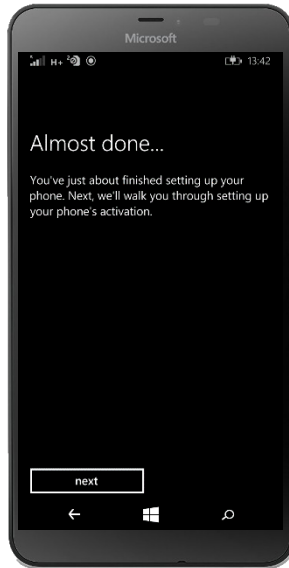 Microsoft
H+ 2 13:42
Almost done...
You've just about finished setting up your
phone. Next, we'll walk you through setting up
your phone's activation.
next